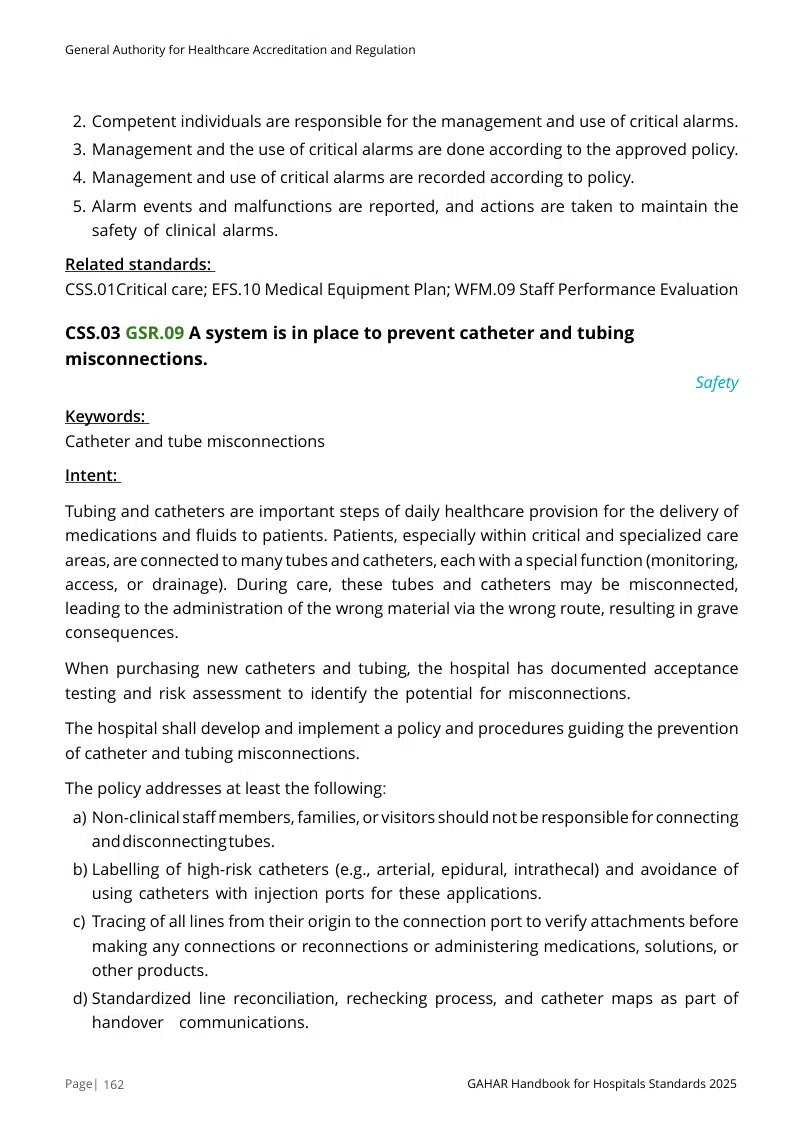 General Authority for Healthcare Accreditation and Regulation
2. Competent individuals are responsible for the management and use of critical alarms.
3. Management and the use of critical alarms are done according to the approved policy.
4. Management and use of critical alarms are recorded according to policy.
5. Alarm events and malfunctions are reported, and actions are taken to maintain the
safety of clinical alarms.
Related standards:
CSS.01Critical care; EFS.10 Medical Equipment Plan; WFM.09 Staff Performance Evaluation
CSS.03 GSR.09 A system is in place to prevent catheter and tubing
misconnections.
Safety
Keywords:
Catheter and tube misconnections
Intent:
Tubing and catheters are important steps of daily healthcare provision for the delivery of
medications and fluids to patients. Patients, especially within critical and specialized care
areas, are connected to many tubes and catheters, each with a special function (monitoring,
access, or drainage). During care, these tubes and catheters may be misconnected,
leading to the administration of the wrong material via the wrong route, resulting in grave
consequences.
When purchasing new catheters and tubing, the hospital has documented acceptance
testing and risk assessment to identify the potential for misconnections.
The hospital shall develop and implement a policy and procedures guiding the prevention
of catheter and tubing misconnections.
The policy addresses at least the following:
a) Non-clinical staff members, families, or visitors should not be responsible for connecting
and disconnecting tubes.
b) Labelling of high-risk catheters (e.g., arterial, epidural, intrathecal) and avoidance of
using catheters with injection ports for these applications.
c) Tracing of all lines from their origin to the connection port to verify attachments before
making any connections or reconnections or administering medications, solutions, or
other products.
d) Standardized line reconciliation, rechecking process, and catheter maps as part of
handover communications.
Page| 162
GAHAR Handbook for Hospitals Standards 2025